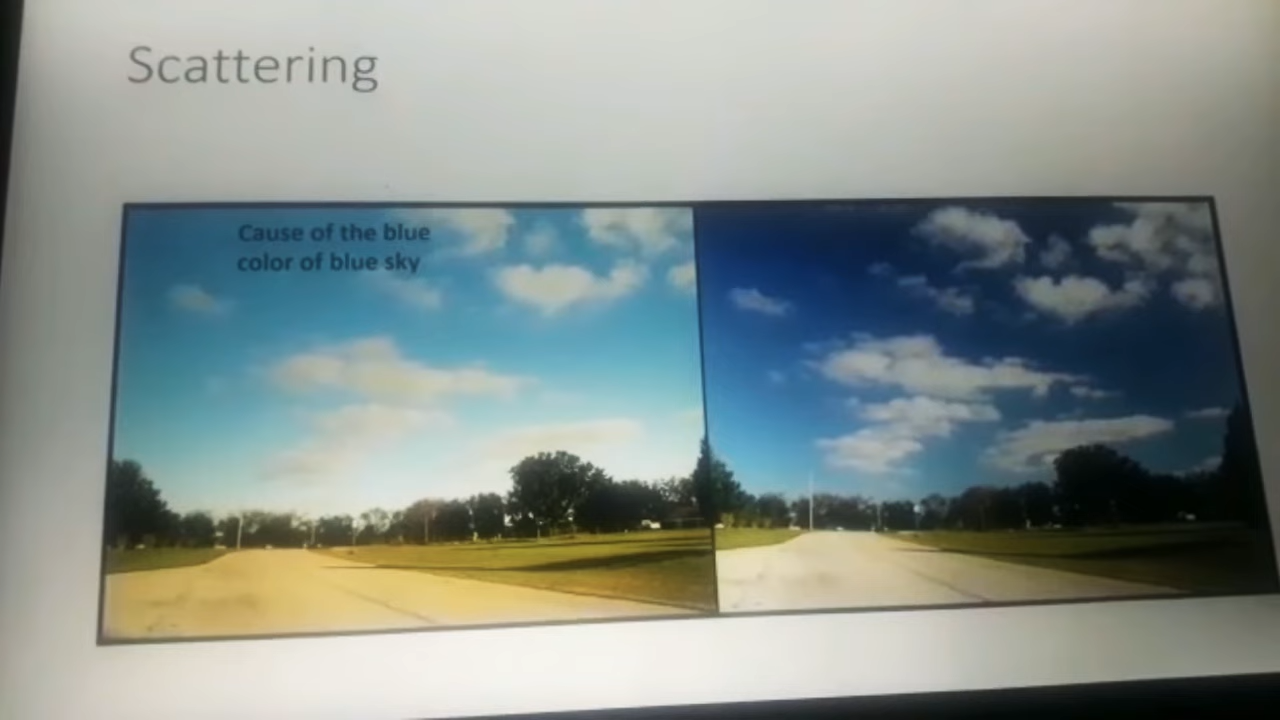 Scattering
Cause of the blue
color of blue sky